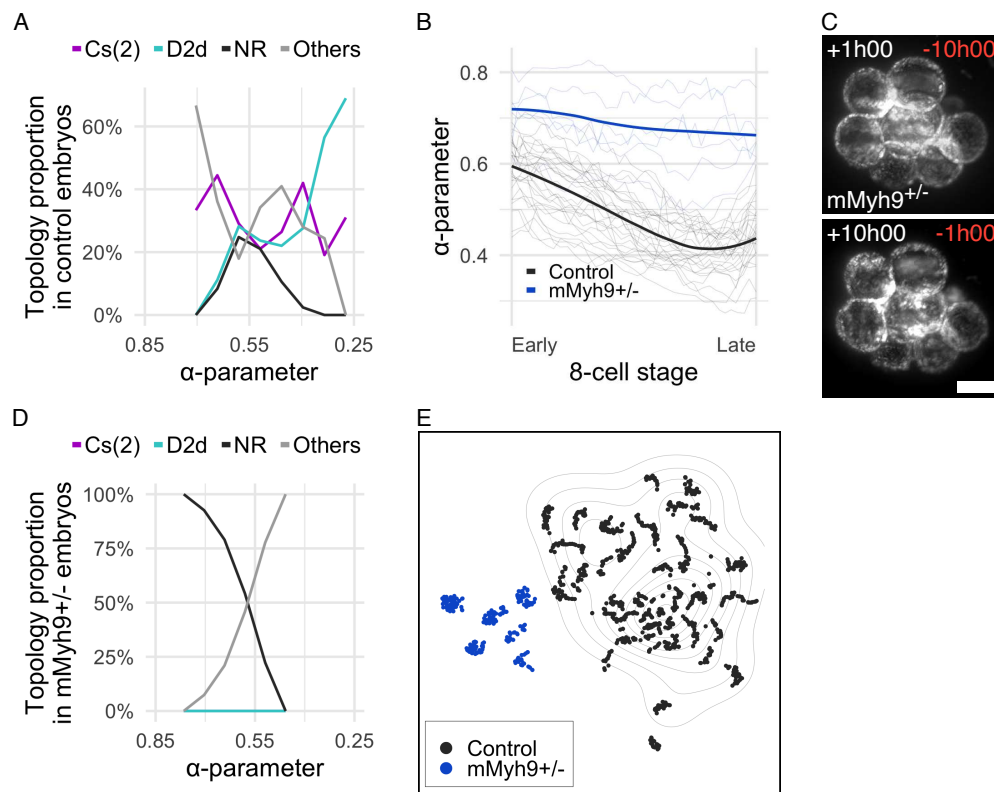 A
Cs(2) D2d NR Others
Topology proportion
in control embryos
60%
40%
20%
0%
0.85 0.55 0.25
α-parameter
B
α-parameter
0.8
0.6
0.4
Control
mMyh9+/-
Early Late
8-cell stage
C
+1h00 -10h00
mMyh9+/-
+10h00 -1h00
D
Cs(2) D2d NR Others
Topology proportion
in mMyh9+/- embryos
100%
75%
50%
25%
0%
0.85 0.55 0.25
α-parameter
E
Control
mMyh9+/-